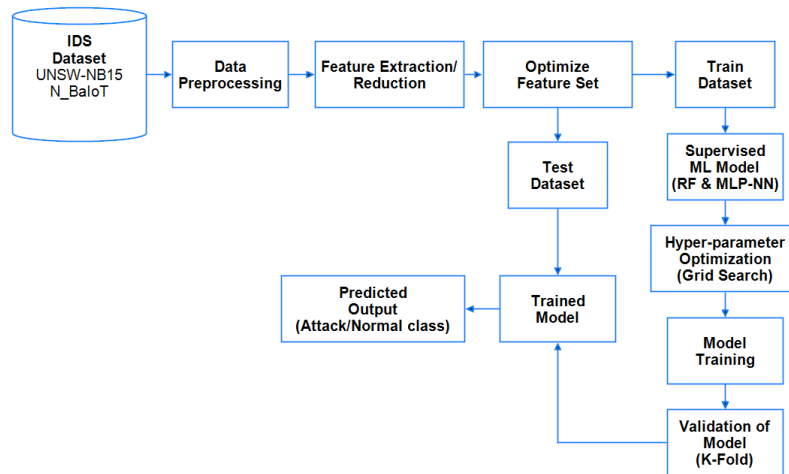 IDS
Dataset
UNSW-NB15
N_BaIoT
Data
Preprocessing
Feature Extraction/
Reduction
Optimize
Feature Set
Train
Dataset
Test
Dataset
Supervised
ML Model
(RF & MLP-NN)
Hyper-parameter
Optimization
(Grid Search)
Predicted
Output
(Attack/Normal class)
Trained
Model
Model
Training
Validation of
Model
(K-Fold)